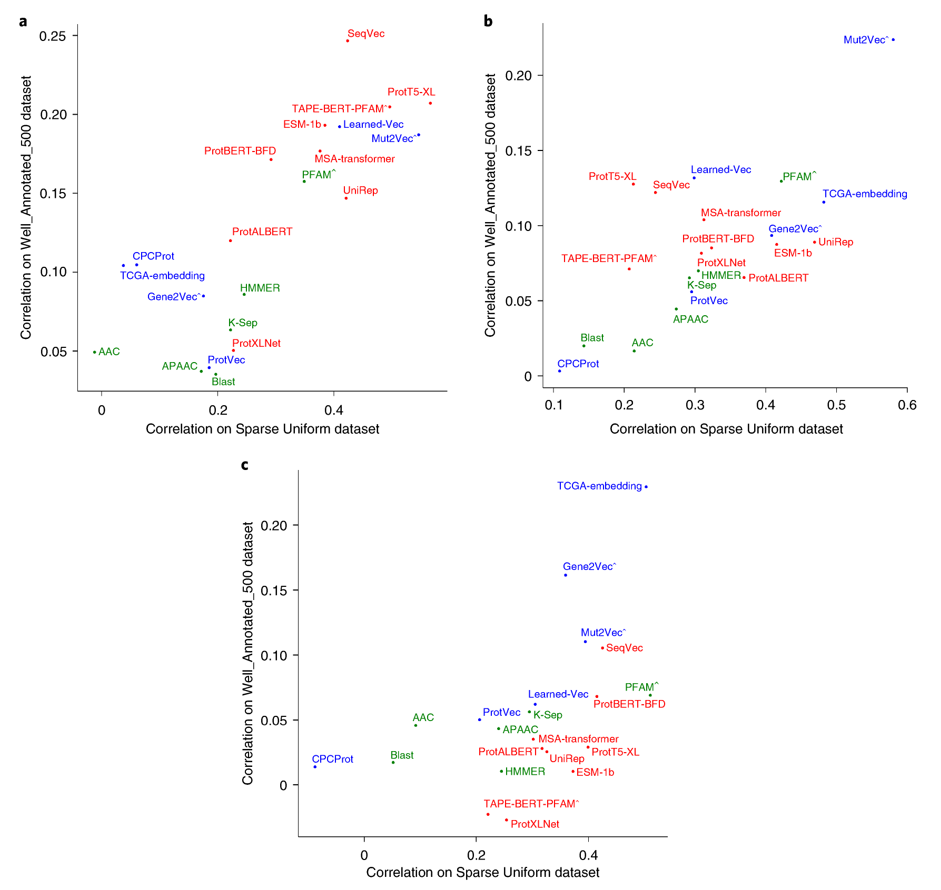 a
0.25
0.20
0.15
0.10
0.05
0
0.2
0.4
Correlation on Well_Annotated_500 dataset
Correlation on Sparse Uniform dataset
SeqVec
ProtT5-XL
TAPE-BERT-PFAM^
ESM-1b
Learned-Vec
Mut2Vec^
ProtBERT-BFD
MSA-transformer
PFAM^
UniRep
ProtALBERT
CPCProt
TCGA-embedding
Gene2Vec^
HMMER
K-Sep
ProtXLNet
AAC
ProtVec
APAAC
Blast
b
0.20
0.15
0.10
0.05
0
0.1
0.2
0.3
0.4
0.5
0.6
Correlation on Well_Annotated_500 dataset
Correlation on Sparse Uniform dataset
Mut2Vec^
Learned-Vec
ProtT5-XL
SeqVec
PFAM^
TCGA-embedding
MSA-transformer
Gene2Vec^
ProtBERT-BFD
UniRep
ESM-1b
TAPE-BERT-PFAM^
ProtXLNet
HMMER
ProtALBERT
K-Sep
ProtVec
APAAC
Blast
AAC
CPCProt
c
0.20
0.15
0.10
0.05
0
0
0.2
0.4
Correlation on Well_Annotated_500 dataset
Correlation on Sparse Uniform dataset
TCGA-embedding
Gene2Vec^
Mut2Vec^
SeqVec
PFAM^
Learned-Vec
ProtBERT-BFD
ProtVec
K-Sep
AAC
APAAC
MSA-transformer
ProtALBERT
ProtT5-XL
UniRep
Blast
CPCProt
HMMER
ESM-1b
TAPE-BERT-PFAM^
ProtXLNet